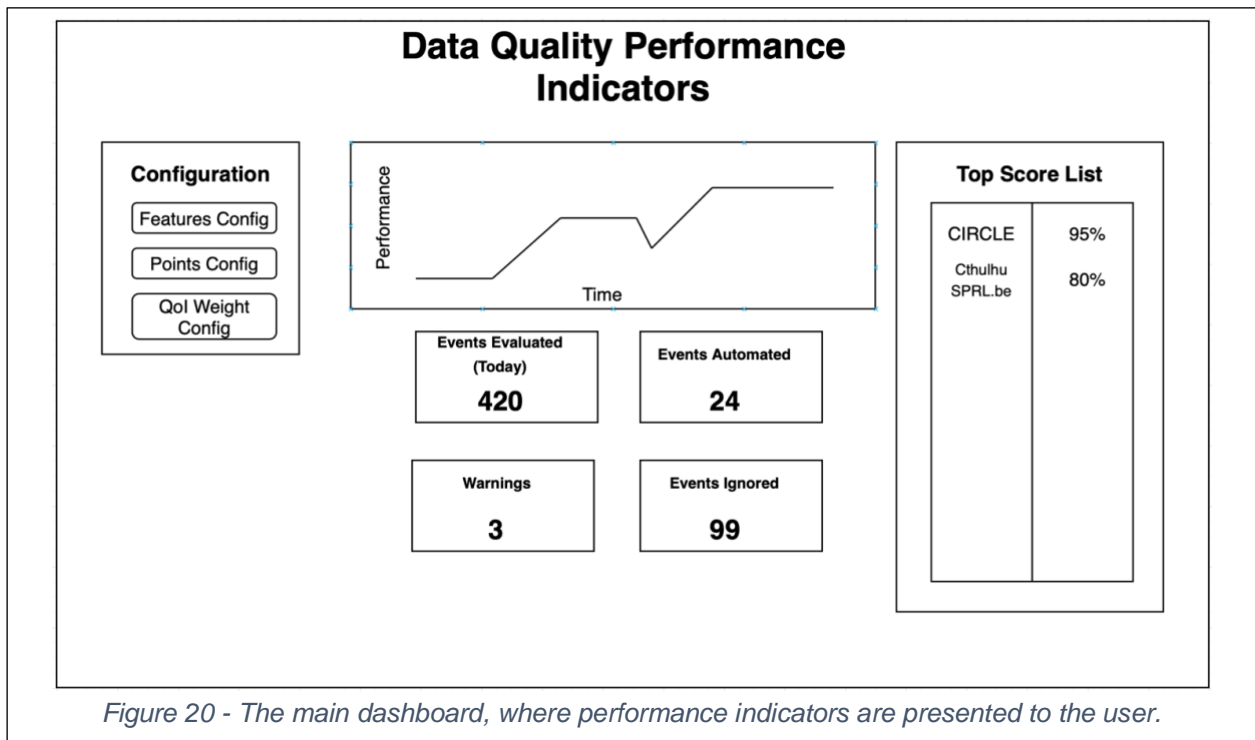 Data Quality Performance
Indicators
Configuration
Features Config
Points Config
QoI Weight
Config
Performance
Time
Events Evaluated
(Today)
420
Events Automated
24
Warnings
3
Events Ignored
99
Top Score List
CIRCLE 95%
Cthulhu
SPRL.be 80%
Figure 20 - The main dashboard, where performance indicators are presented to the user.